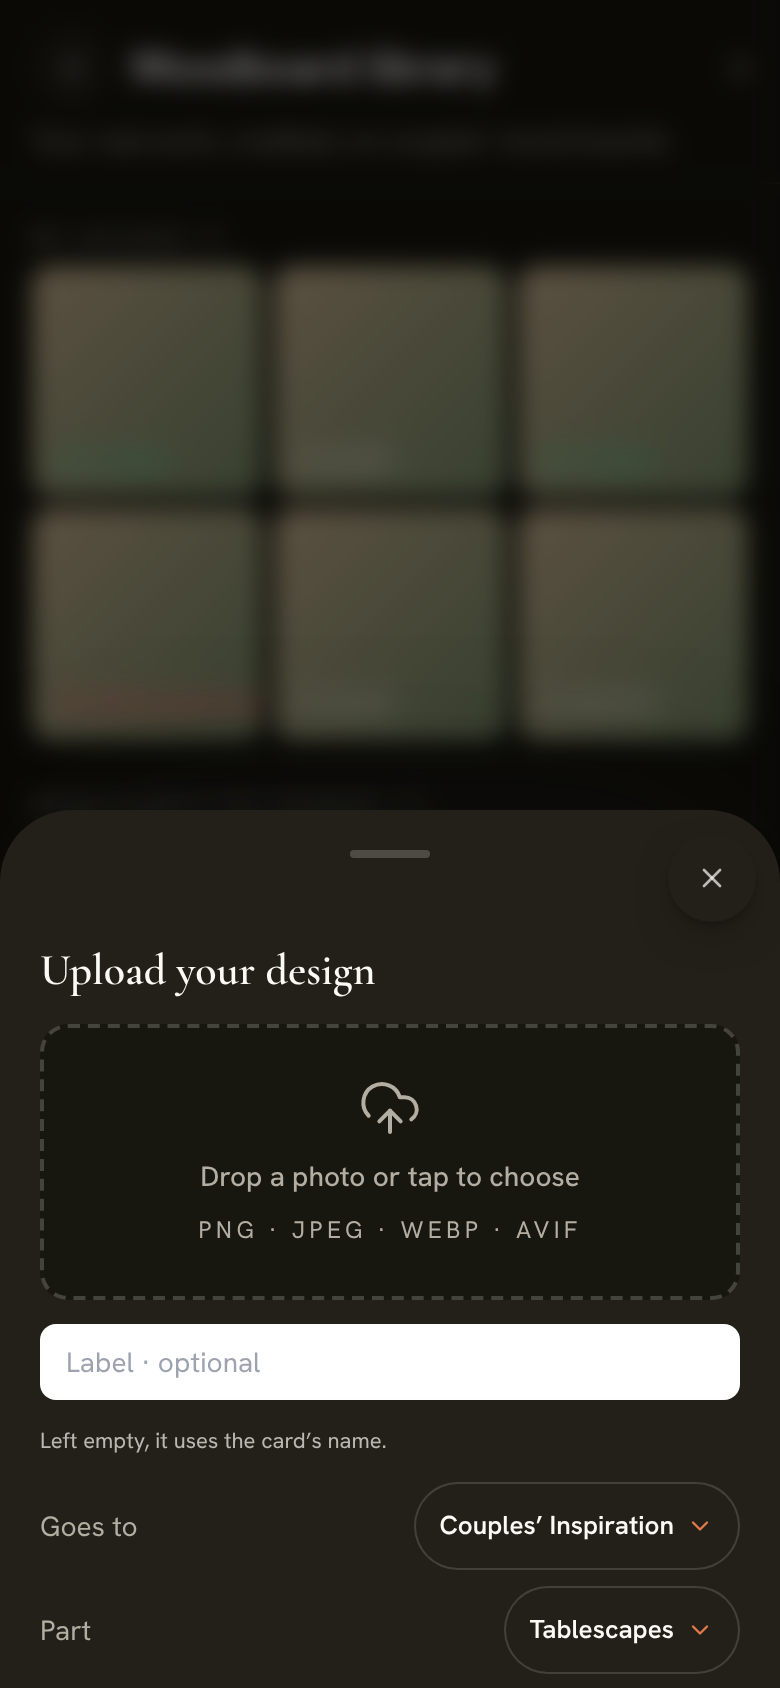 Upload your design
Drop a photo or tap to choose
PNG · JPEG · WEBP · AVIF
Label · optional
Left empty, it uses the card’s name.
Goes to
Couples’ Inspiration
Part
Tablescapes